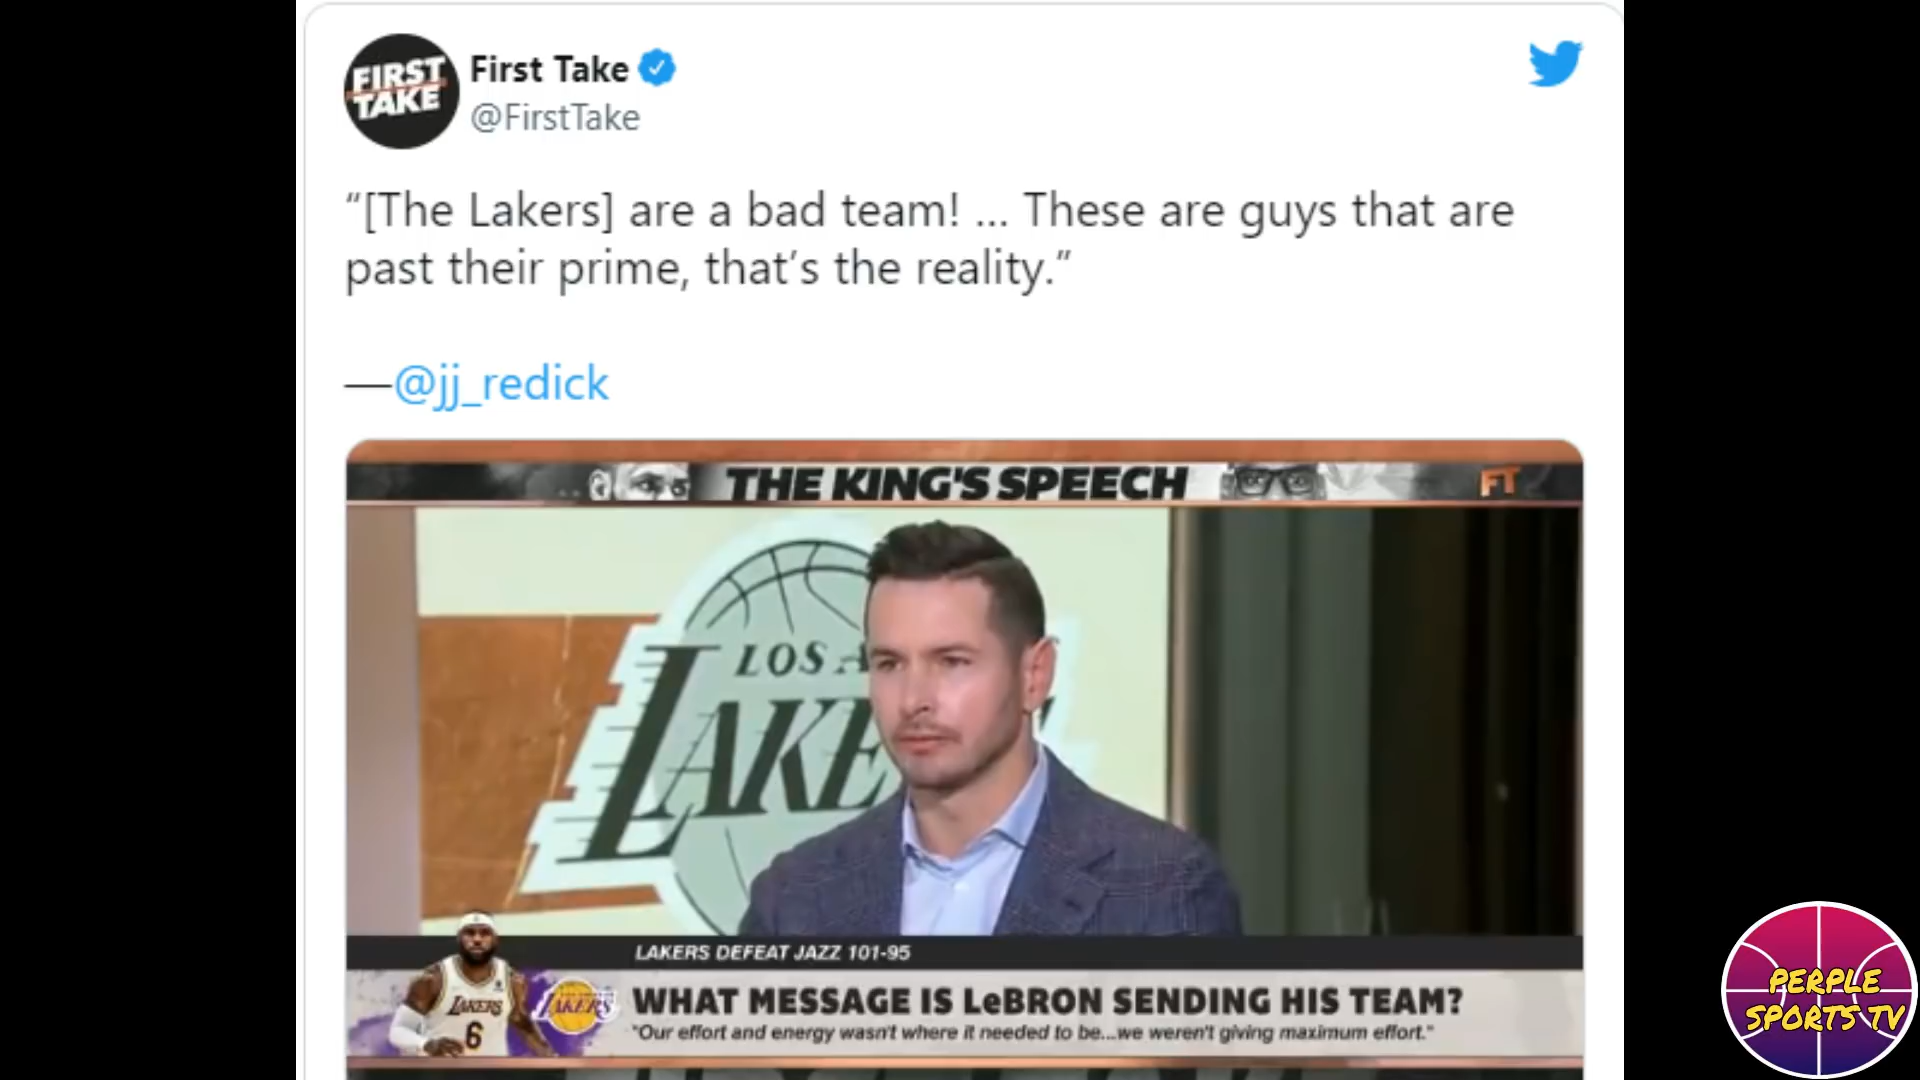 FIRST
TAKE
First Take
@FirstTake
“[The Lakers] are a bad team! ... These are guys that are
past their prime, that’s the reality.”
—@jj_redick
THE KING'S SPEECH
FT
LOS A
LAKE
LAKERS DEFEAT JAZZ 101-95
LAKERS
6
LAKERS
WHAT MESSAGE IS LeBRON SENDING HIS TEAM?
"Our effort and energy wasn't where it needed to be...we weren't giving maximum effort."
PERPLE
SPORTS TV